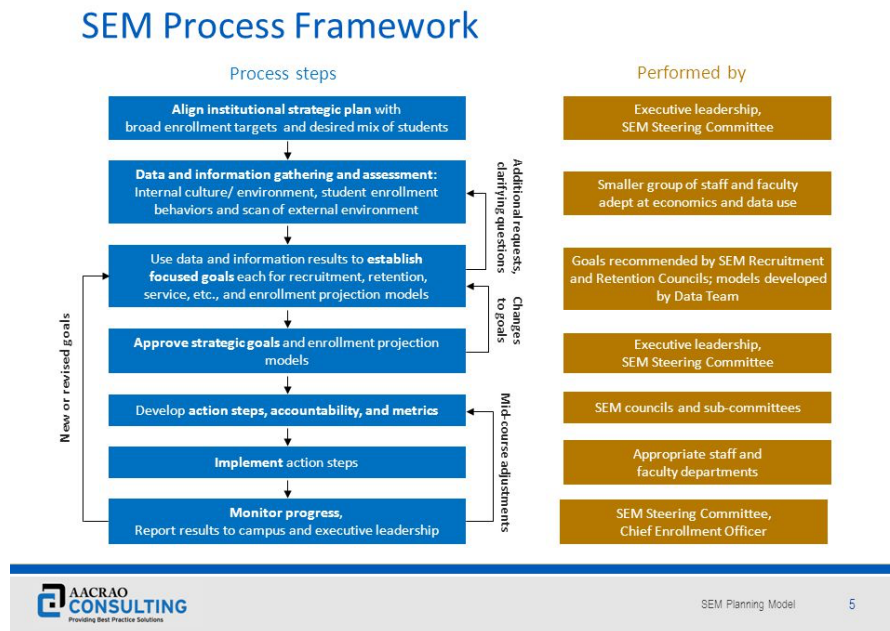 SEM Process Framework
Process steps
Performed by
Align institutional strategic plan with
broad enrollment targets and desired mix of students
Executive leadership,
SEM Steering Committee
Data and information gathering and assessment:
Internal culture/ environment, student enrollment
behaviors and scan of external environment
Smaller group of staff and faculty
adept at economics and data use
Additional requests,
clarifying questions
Use data and information results to establish
focused goals each for recruitment, retention,
service, etc., and enrollment projection models
Goals recommended by SEM Recruitment
and Retention Councils; models developed
by Data Team
Changes
to goals
Approve strategic goals and enrollment projection
models
Executive leadership,
SEM Steering Committee
New or revised goals
Develop action steps, accountability, and metrics
SEM councils and sub-committees
Mid-course adjustments
Implement action steps
Appropriate staff and
faculty departments
Monitor progress,
Report results to campus and executive leadership
SEM Steering Committee,
Chief Enrollment Officer
AACRAO
CONSULTING
Providing Best Practice Solutions
SEM Planning Model
5